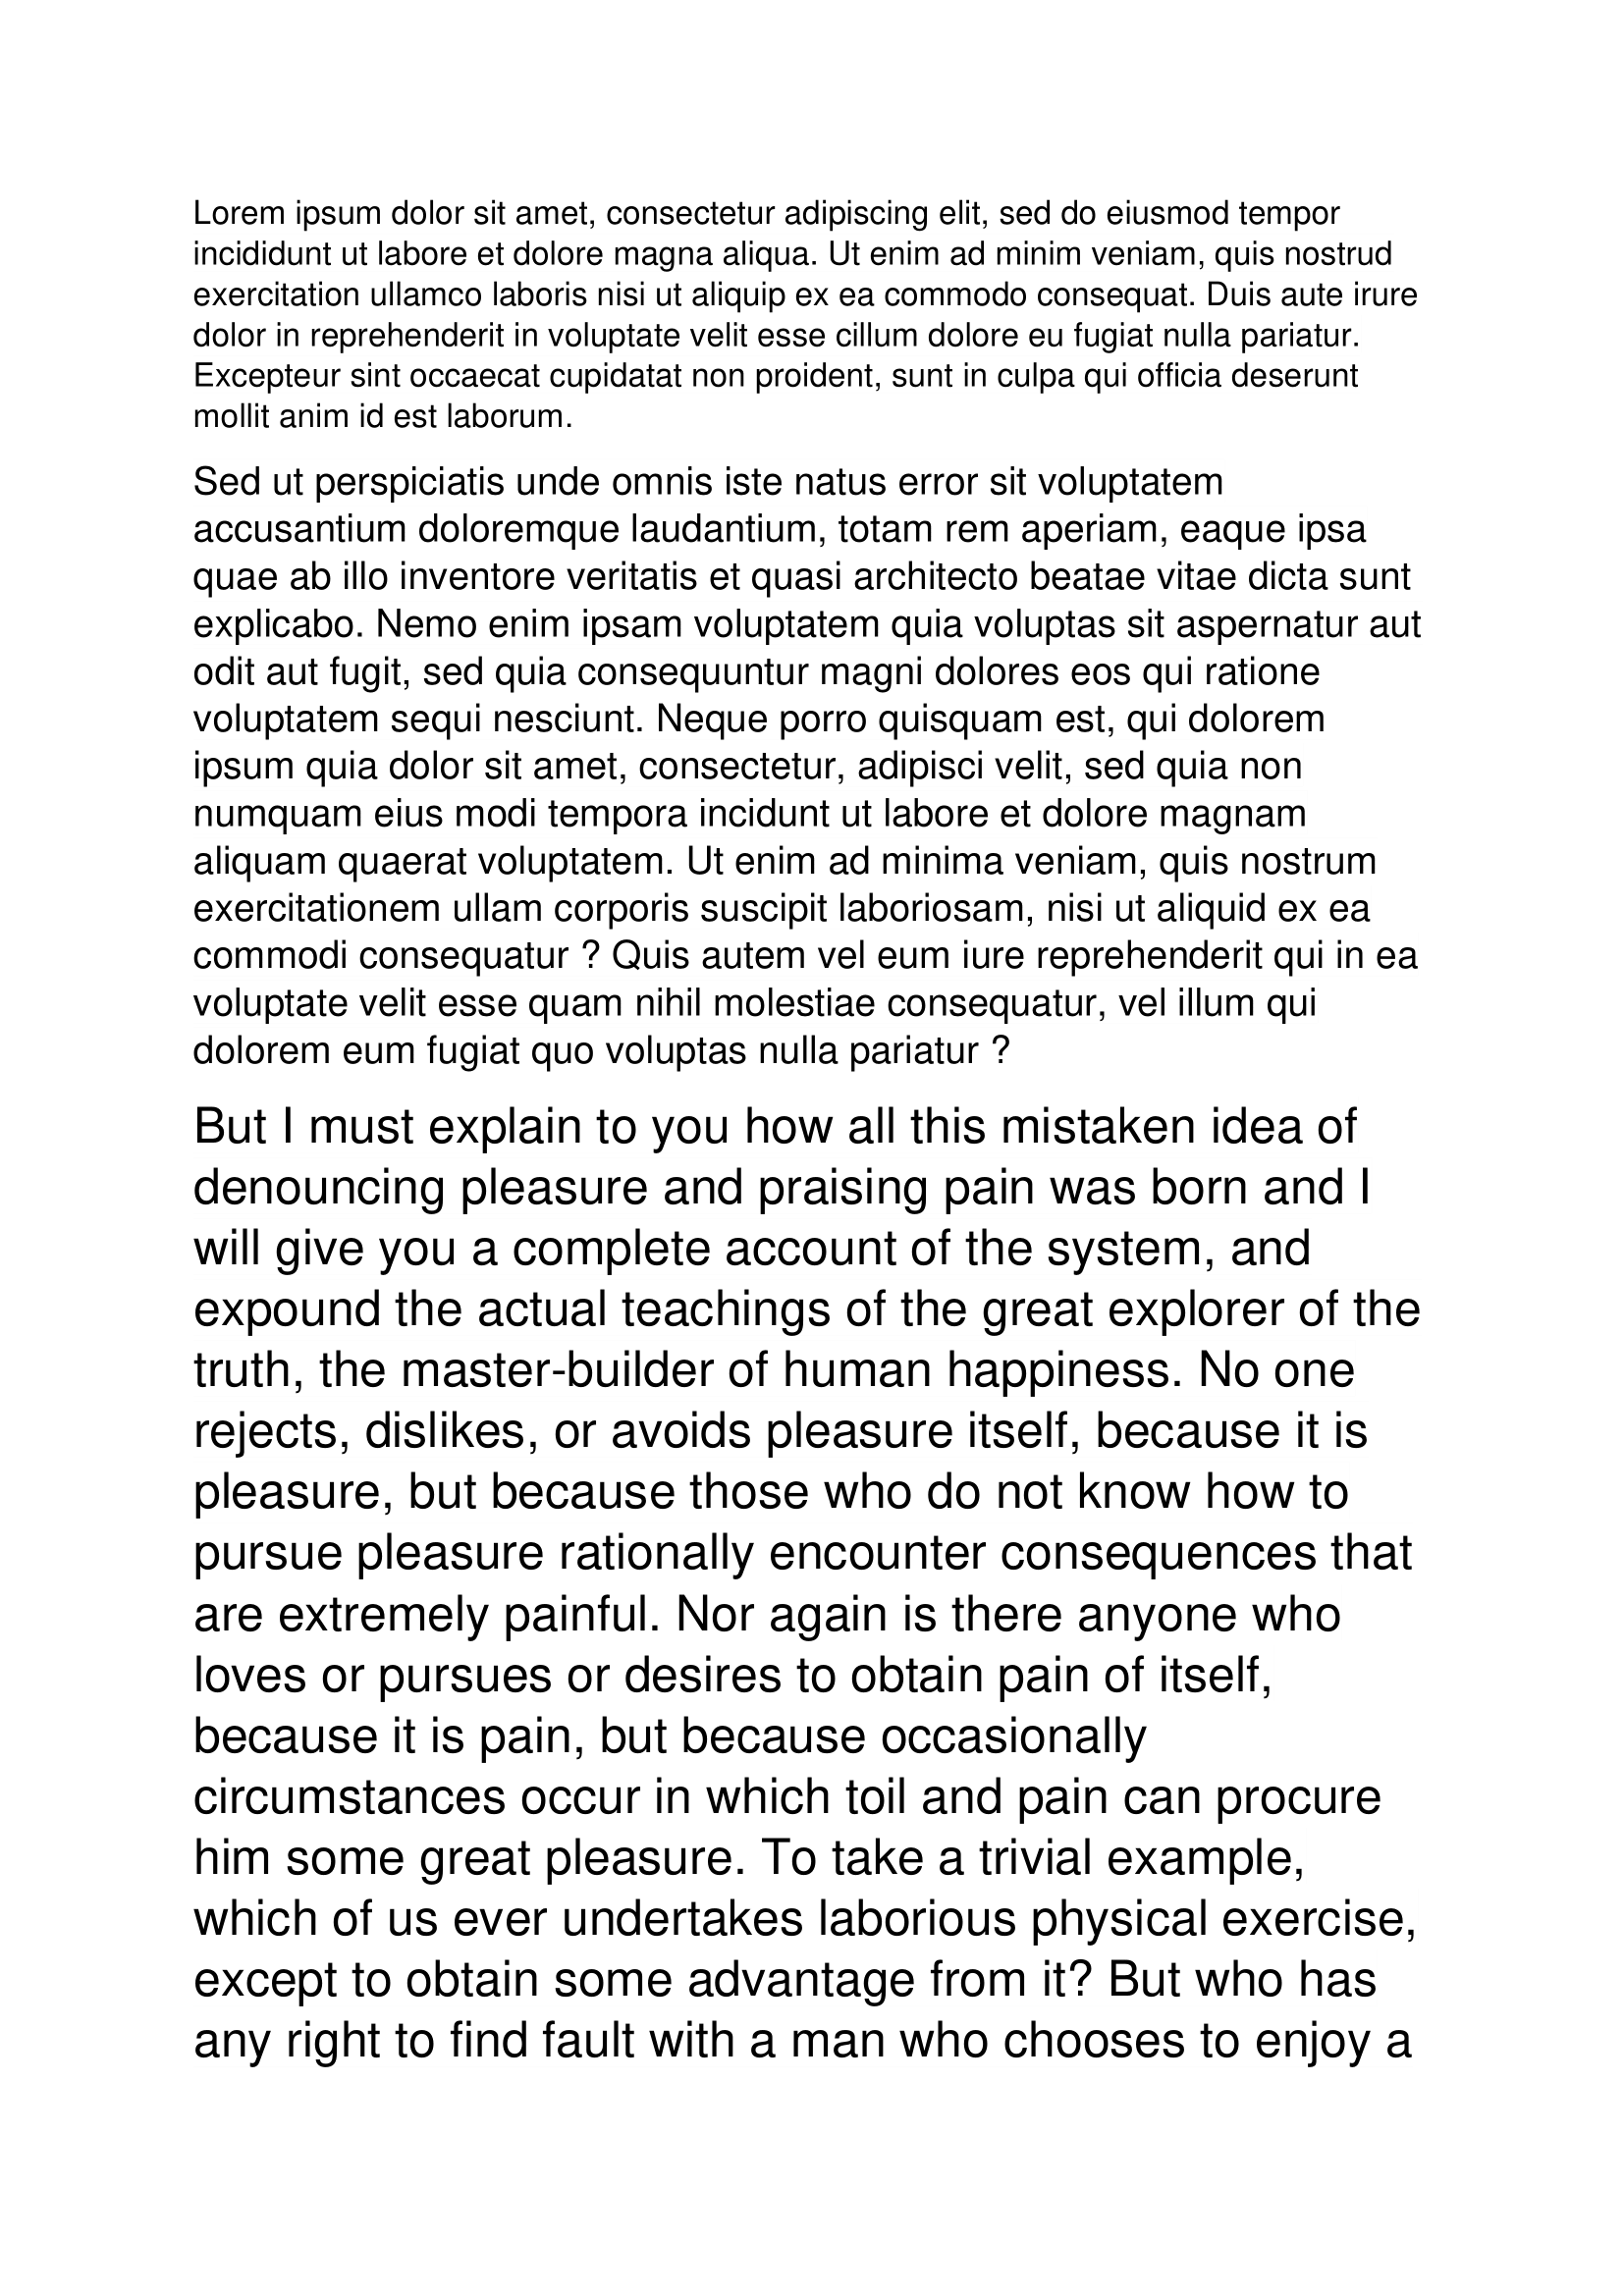 Lorem ipsum dolor sit amet, consectetur adipiscing elit, sed do eiusmod tempor
incididunt ut labore et dolore magna aliqua. Ut enim ad minim veniam, quis nostrud
exercitation ullamco laboris nisi ut aliquip ex ea commodo consequat. Duis aute irure
dolor in reprehenderit in voluptate velit esse cillum dolore eu fugiat nulla pariatur.
Excepteur sint occaecat cupidatat non proident, sunt in culpa qui officia deserunt
mollit anim id est laborum.
Sed ut perspiciatis unde omnis iste natus error sit voluptatem
accusantium doloremque laudantium, totam rem aperiam, eaque ipsa
quae ab illo inventore veritatis et quasi architecto beatae vitae dicta sunt
explicabo. Nemo enim ipsam voluptatem quia voluptas sit aspernatur aut
odit aut fugit, sed quia consequuntur magni dolores eos qui ratione
voluptatem sequi nesciunt. Neque porro quisquam est, qui dolorem
ipsum quia dolor sit amet, consectetur, adipisci velit, sed quia non
numquam eius modi tempora incidunt ut labore et dolore magnam
aliquam quaerat voluptatem. Ut enim ad minima veniam, quis nostrum
exercitationem ullam corporis suscipit laboriosam, nisi ut aliquid ex ea
commodi consequatur ? Quis autem vel eum iure reprehenderit qui in ea
voluptate velit esse quam nihil molestiae consequatur, vel illum qui
dolorem eum fugiat quo voluptas nulla pariatur ?
But I must explain to you how all this mistaken idea of
denouncing pleasure and praising pain was born and I
will give you a complete account of the system, and
expound the actual teachings of the great explorer of the
truth, the master-builder of human happiness. No one
rejects, dislikes, or avoids pleasure itself, because it is
pleasure, but because those who do not know how to
pursue pleasure rationally encounter consequences that
are extremely painful. Nor again is there anyone who
loves or pursues or desires to obtain pain of itself,
because it is pain, but because occasionally
circumstances occur in which toil and pain can procure
him some great pleasure. To take a trivial example,
which of us ever undertakes laborious physical exercise,
except to obtain some advantage from it? But who has
any right to find fault with a man who chooses to enjoy a